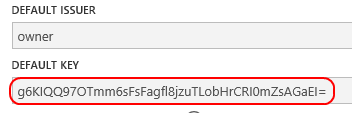 DEFAULT ISSUER
owner
DEFAULT KEY
g6KIQQ97OTmm6sFsFagfl8jzuTLobHrCRI0mZsAGaEI=